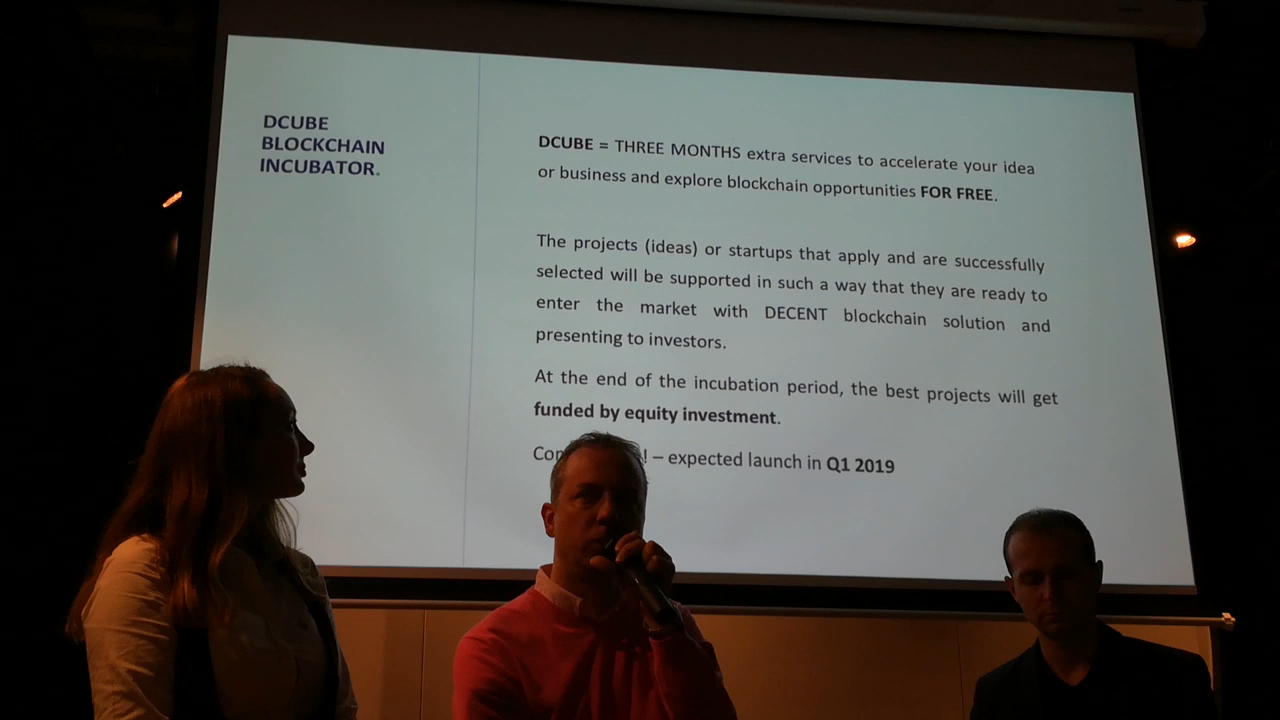 DCUBE
BLOCKCHAIN
INCUBATOR.
DCUBE = THREE MONTHS extra services to accelerate your idea
or business and explore blockchain opportunities FOR FREE.
The projects (ideas) or startups that apply and are successfully
selected will be supported in such a way that they are ready to
enter the market with DECENT blockchain solution and
presenting to investors.
At the end of the incubation period, the best projects will get
funded by equity investment.
! – expected launch in Q1 2019